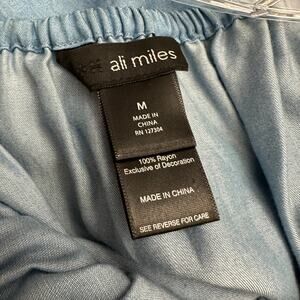 ali miles
M
MADE IN
CHINA
RN 127304
100% Rayon
Exclusive of Decoration
MADE IN CHINA
SEE REVERSE FOR CARE